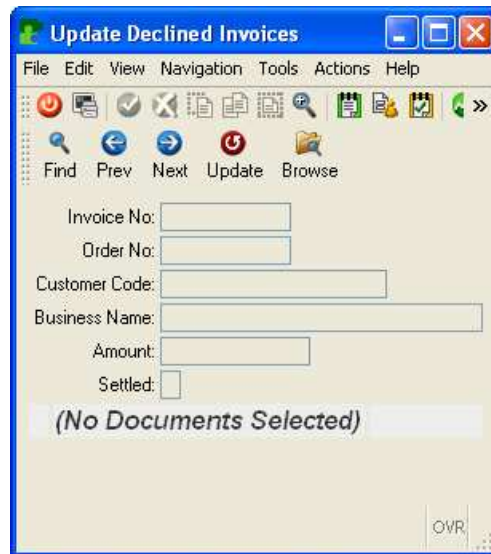 Update Declined Invoices
File Edit View Navigation Tools Actions Help
»
Find Prev Next Update Browse
Invoice No:
Order No:
Customer Code:
Business Name:
Amount:
Settled:
(No Documents Selected)
OVR